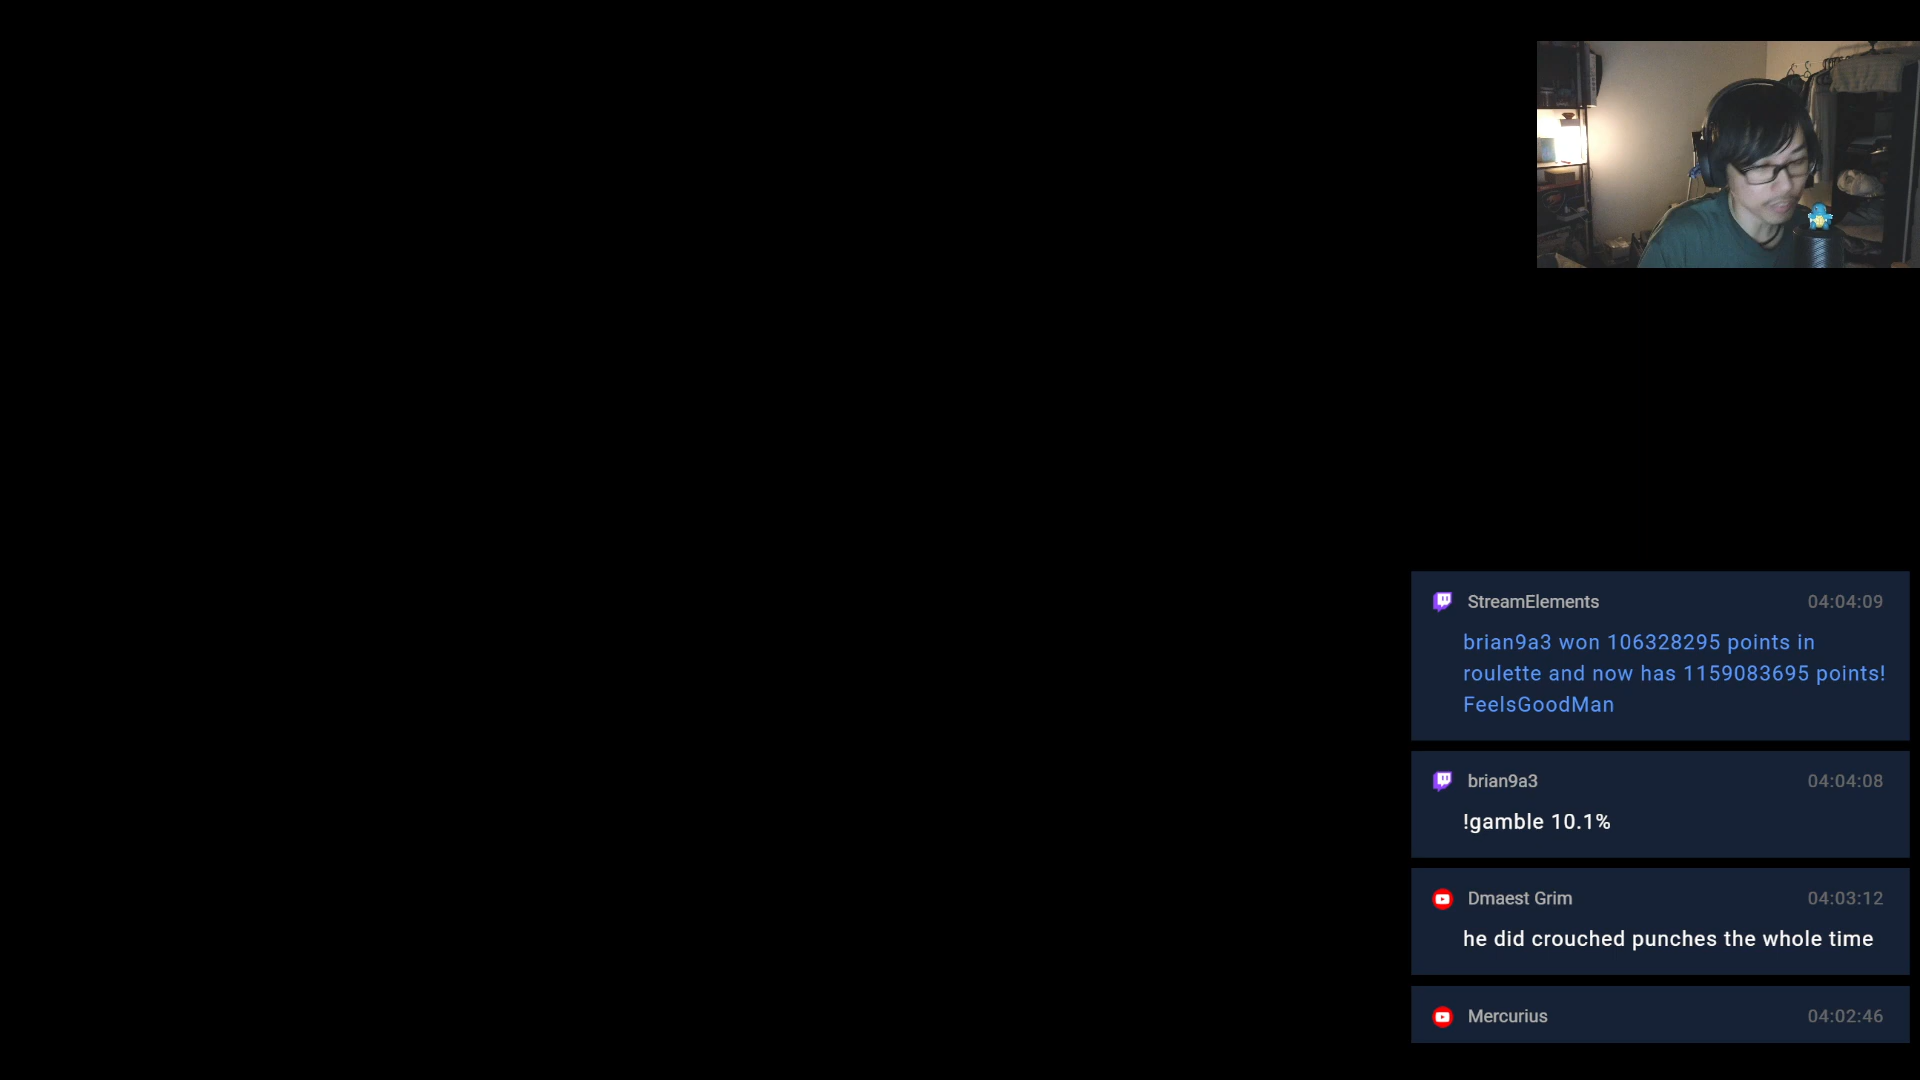 StreamElements 04:04:09
brian9a3 won 106328295 points in
roulette and now has 1159083695 points!
FeelsGoodMan
brian9a3 04:04:08
!gamble 10.1%
Dmaest Grim 04:03:12
he did crouched punches the whole time
Mercurius 04:02:46